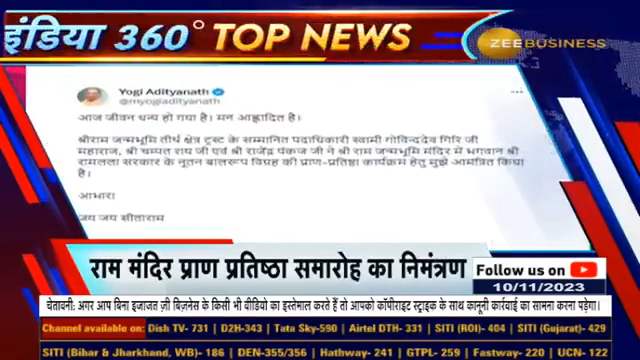 इंडिया 360° TOP NEWS
ZEEBUSINESS
Yogi Adityanath
@myogiadityanath
आज जीवन धन्य हो गया है। मन आह्लादित है।
श्रीराम जन्मभूमि तीर्थ क्षेत्र ट्रस्ट के सम्मानित पदाधिकारी स्वामी गोविन्ददेव गिरि जी
महाराज, श्री चम्पत राय जी एवं श्री राजेंद्र पंकज जी ने श्री राम जन्मभूमि मंदिर में भगवान श्री
रामलला सरकार के नूतन बालरूप विग्रह की प्राण-प्रतिष्ठा कार्यक्रम हेतु मुझे आमंत्रित किया
है।
आभार।
जय जय सीताराम
राम मंदिर प्राण प्रतिष्ठा समारोह का निमंत्रण
Follow us on
10/11/2023
चेतावनी: अगर आप बिना इजाजत ज़ी बिज़नेस के किसी भी वीडियो का इस्तेमाल करते हैं तो आपको कॉपीराइट स्ट्राइक के साथ कानूनी कार्रवाई का सामना करना पड़ेगा।
Channel available on: Dish TV- 731 | D2H-343 | Tata Sky-590 | Airtel DTH- 331 | SITI (ROI)- 404 | SITI (Gujarat)- 429
SITI (Bihar & Jharkhand, WB)- 186 | DEN-355/356 | Hathway- 241 | GTPL- 259 | Fastway- 220 | UCN- 122